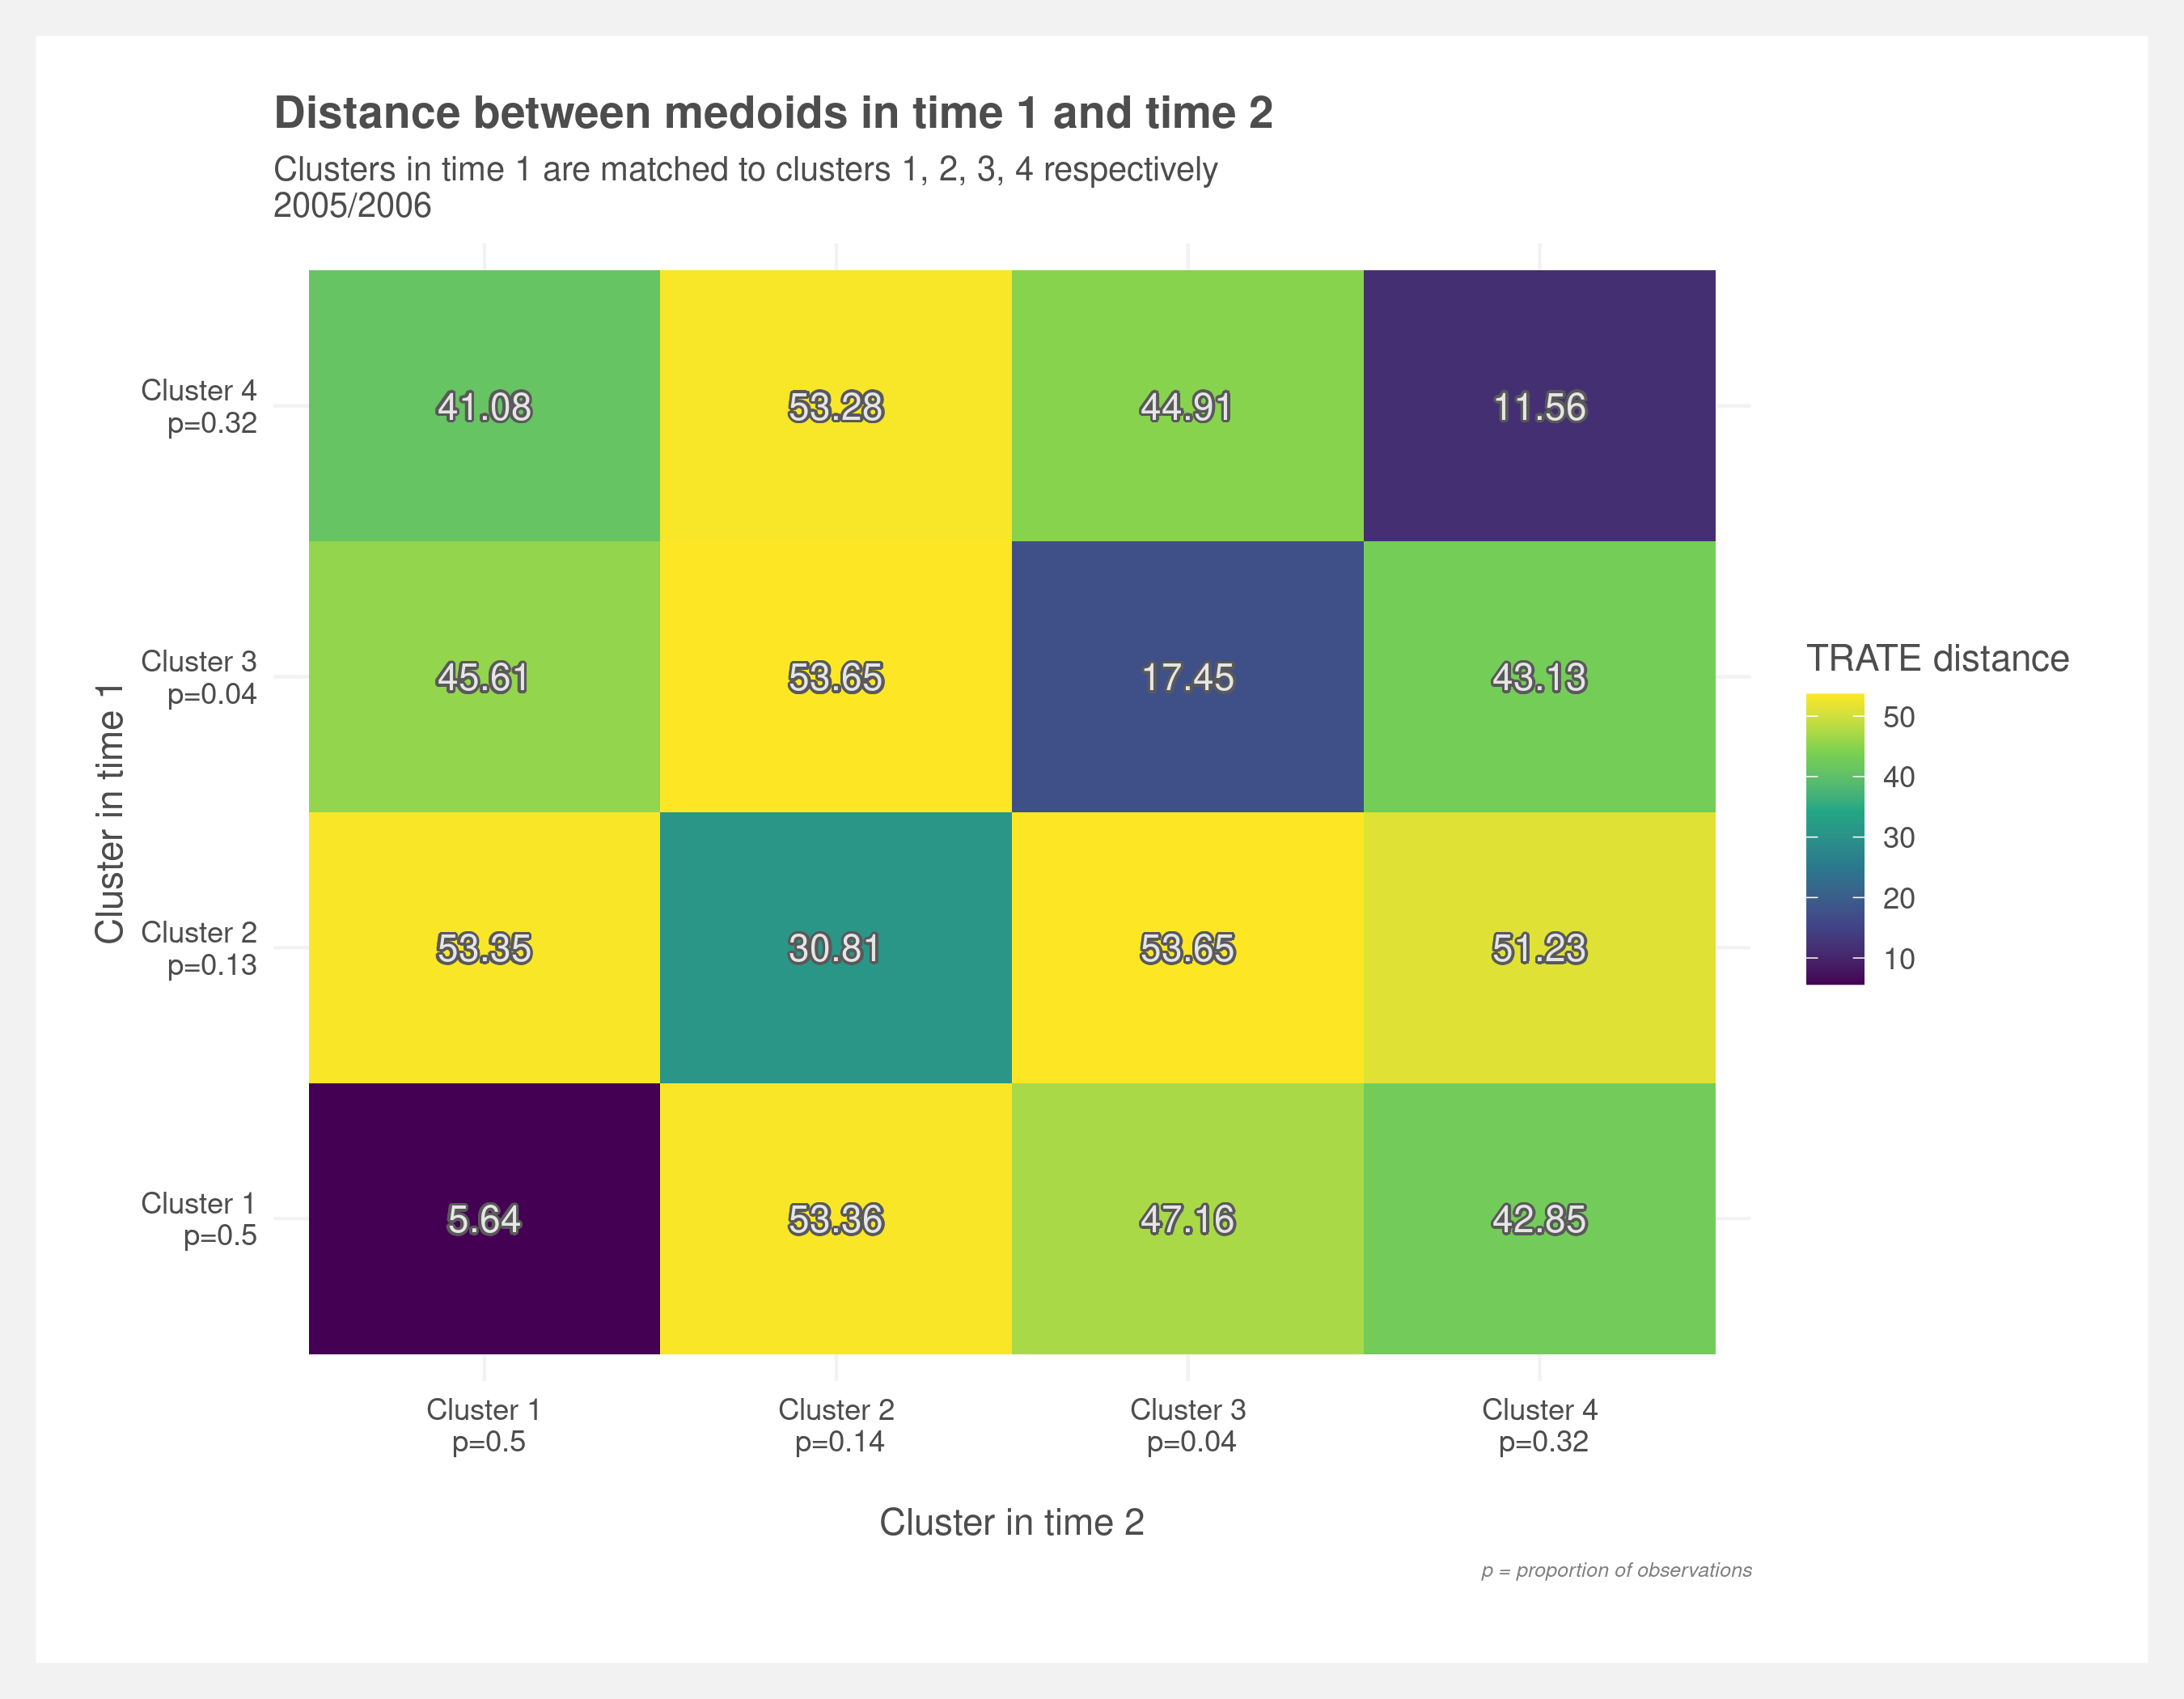 Distance between medoids in time 1 and time 2
Clusters in time 1 are matched to clusters 1, 2, 3, 4 respectively
2005/2006
Cluster in time 1
Cluster 4
p=0.32
41.08 53.28 44.91 11.56
Cluster 3
p=0.04
45.61 53.65 17.45 43.13
Cluster 2
p=0.13
53.35 30.81 53.65 51.23
Cluster 1
p=0.5
5.64 53.36 47.16 42.85
Cluster 1 Cluster 2 Cluster 3 Cluster 4
p=0.5 p=0.14 p=0.04 p=0.32
Cluster in time 2
p = proportion of observations
TRATE distance
50
40
30
20
10